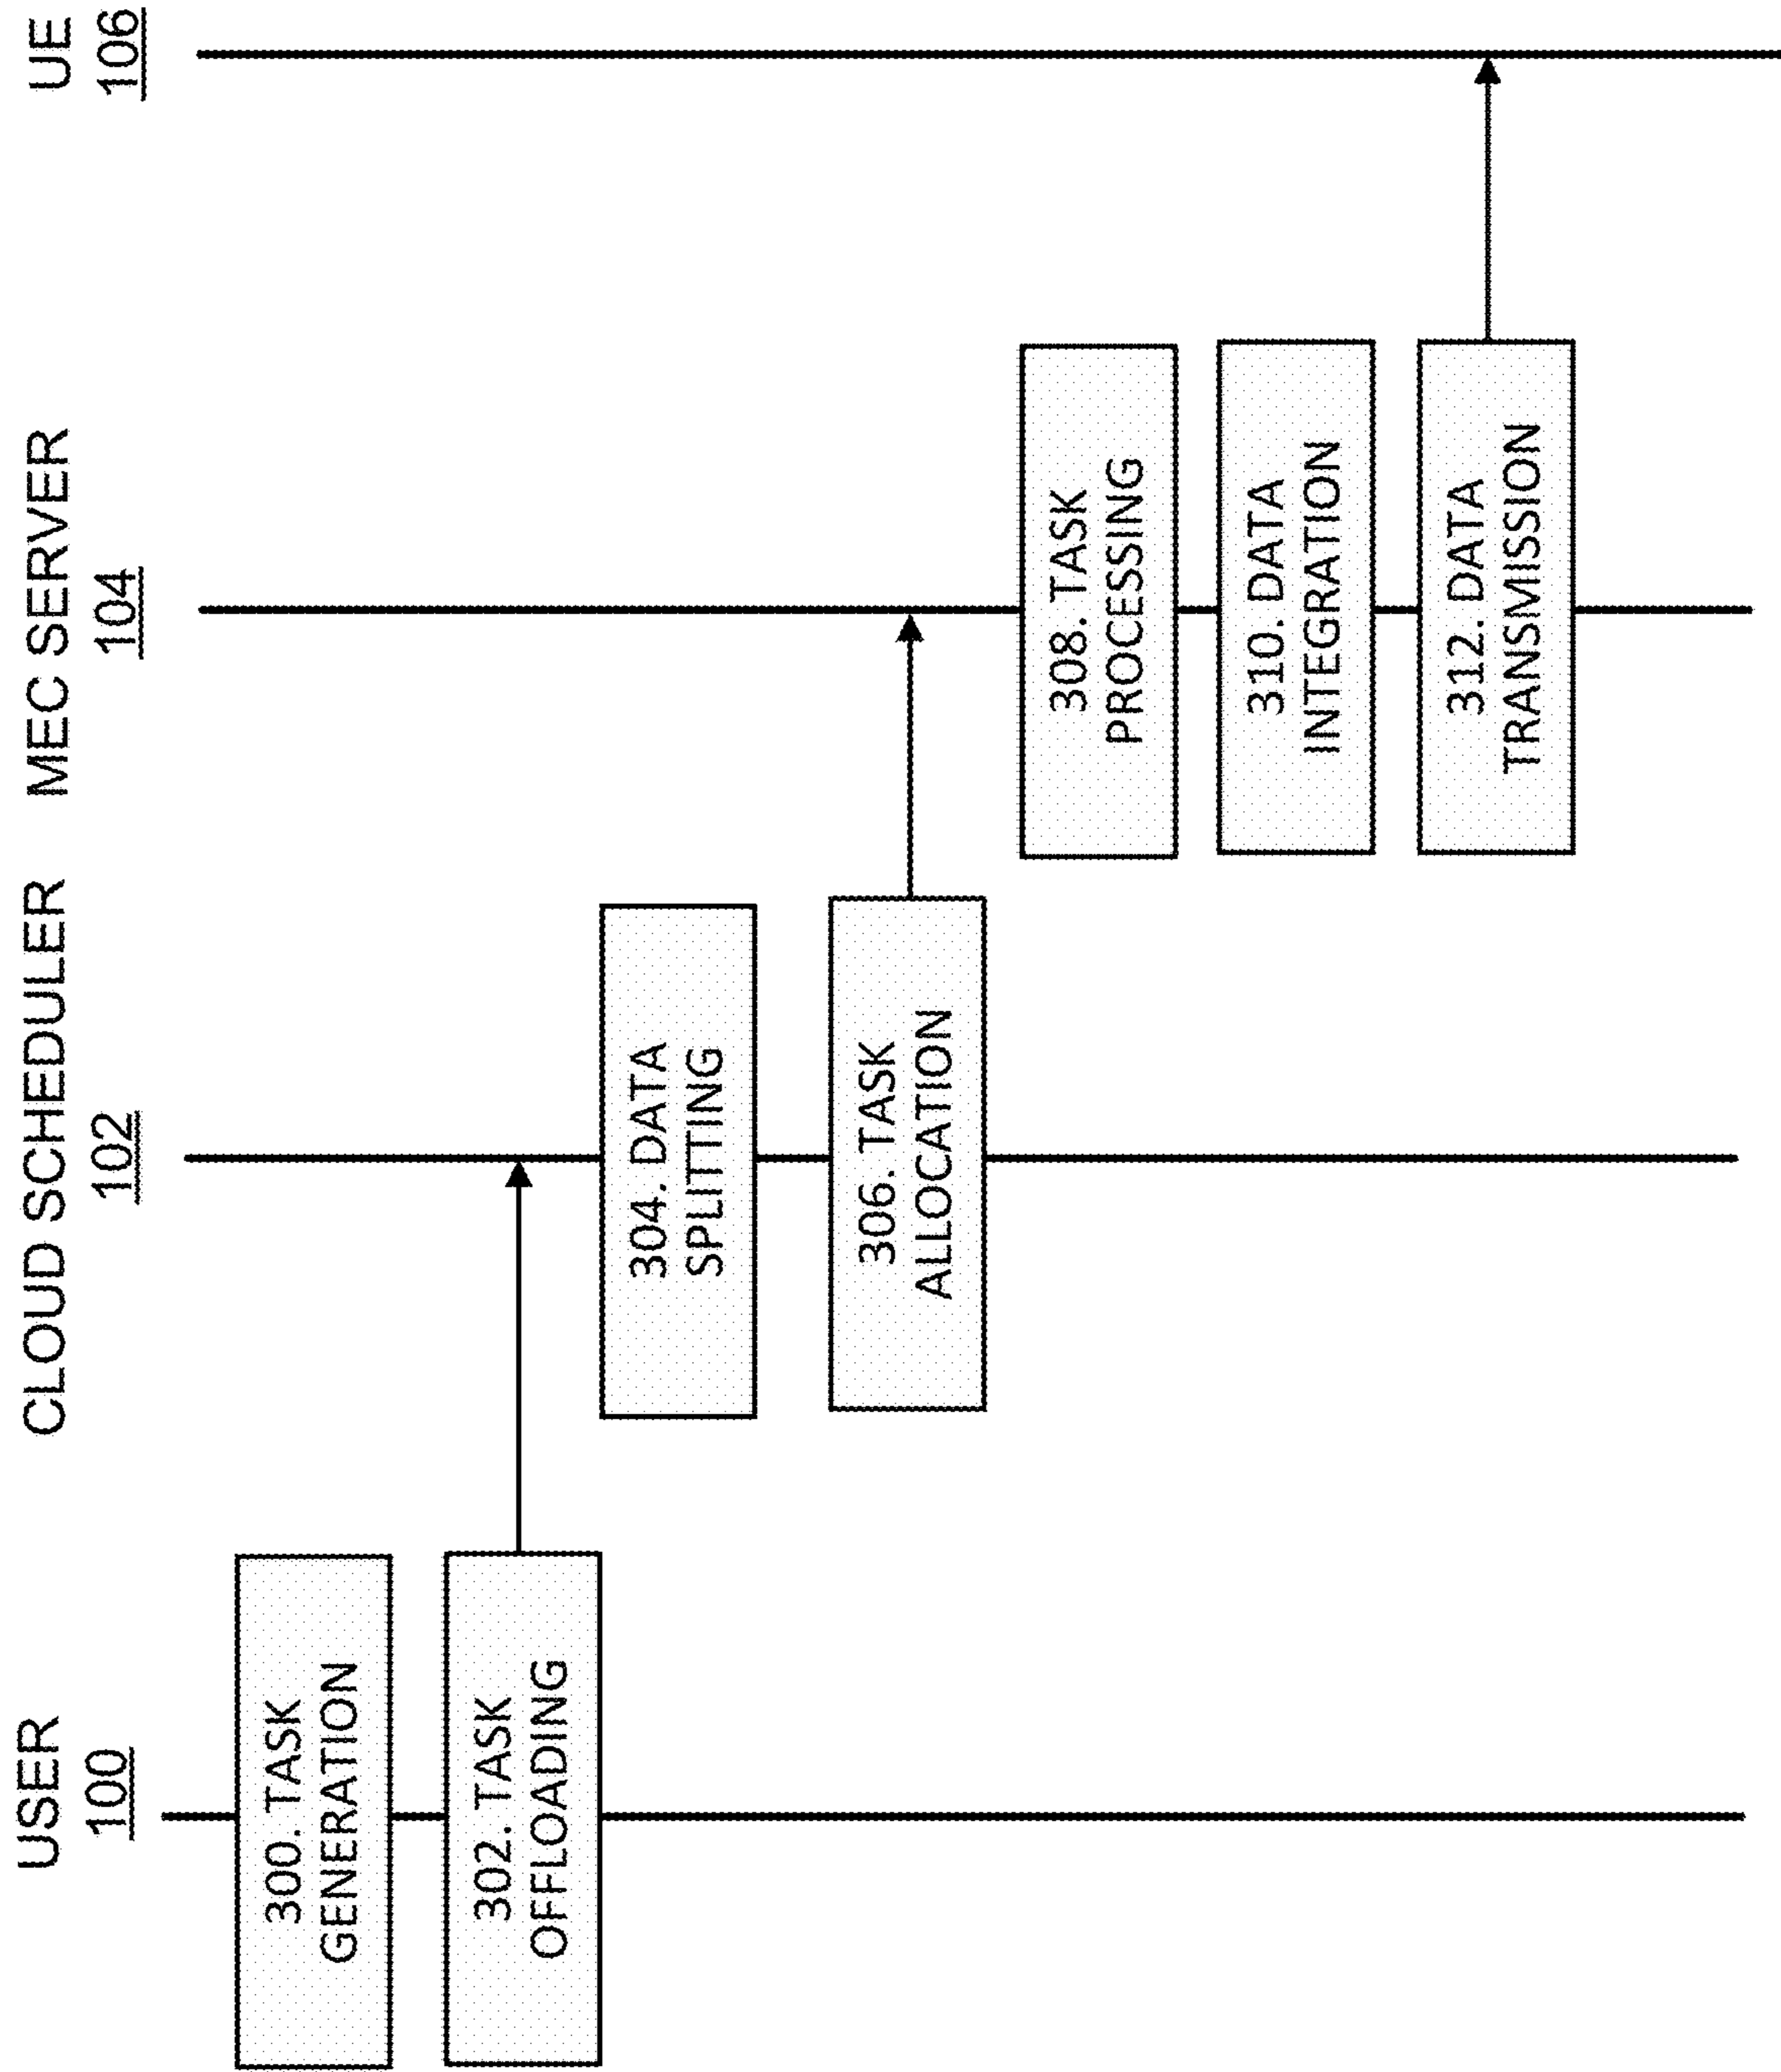 USER
100
CLOUD SCHEDULER
102
MEC SERVER
104
UE
106
300. TASK
GENERATION
302. TASK
OFFLOADING
304. DATA
SPLITTING
306. TASK
ALLOCATION
308. TASK
PROCESSING
310. DATA
INTEGRATION
312. DATA
TRANSMISSION